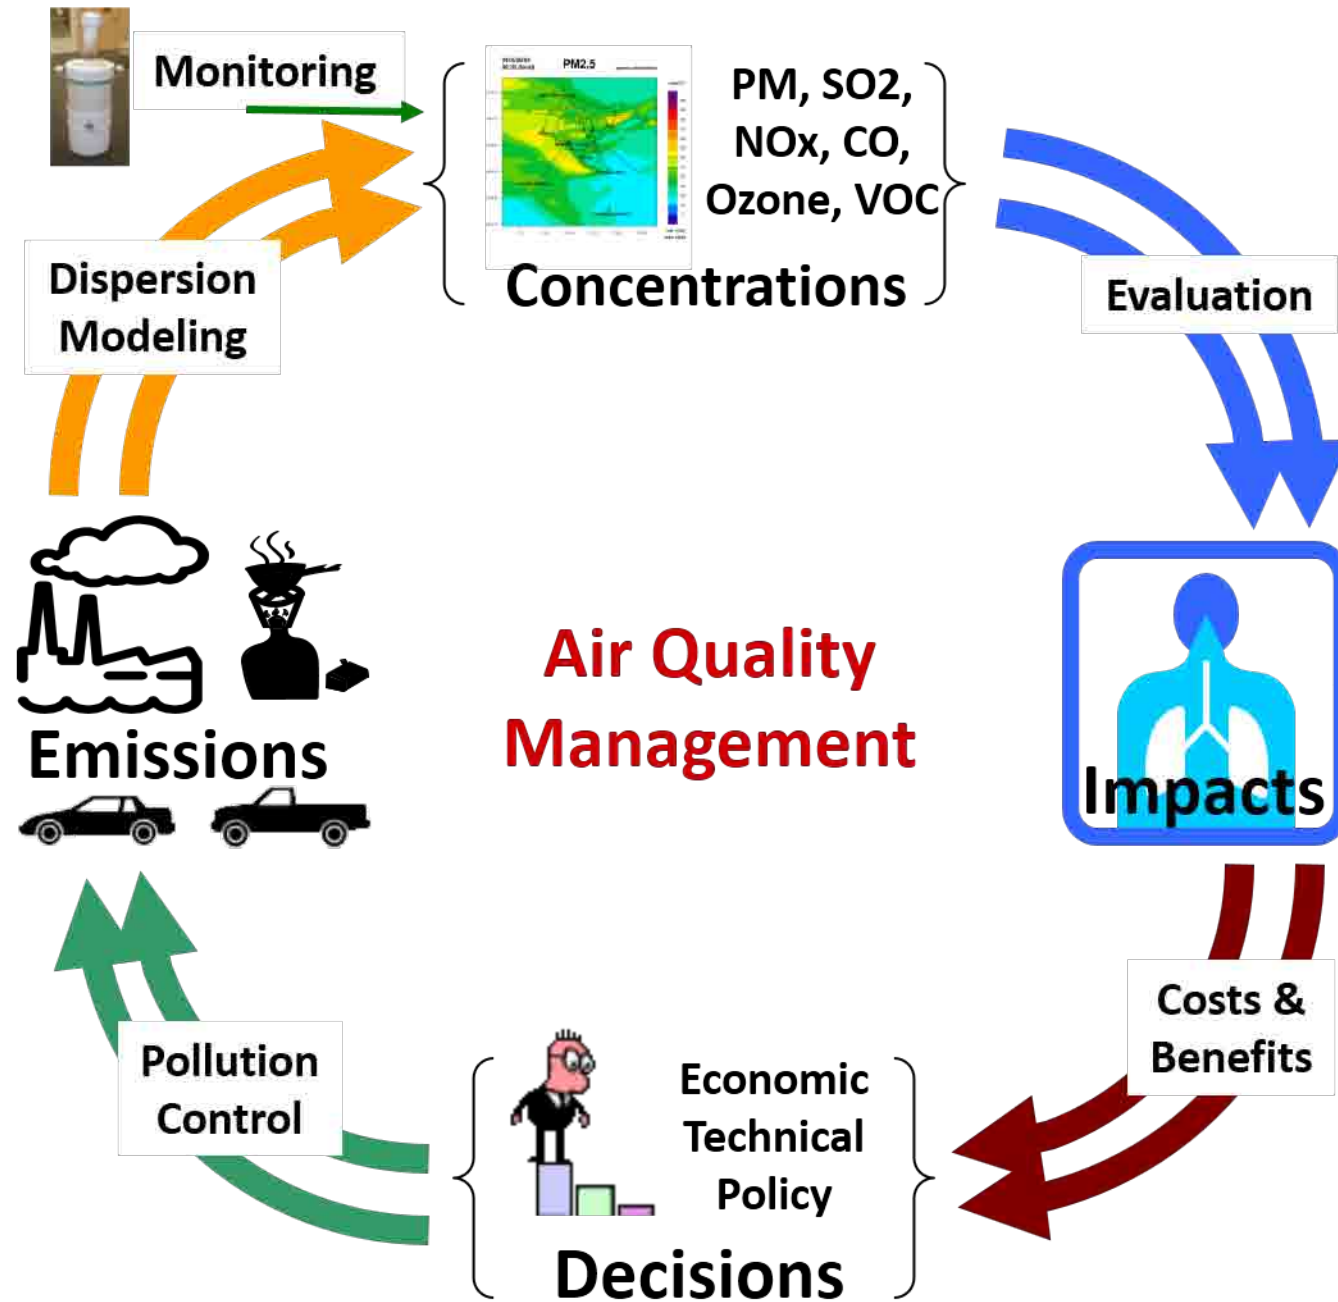 Monitoring
PM2.5
PM, SO2,
NOx, CO,
Ozone, VOC
Concentrations
Dispersion
Modeling
Evaluation
Emissions
Air Quality
Management
Impacts
Costs &
Benefits
Pollution
Control
Economic
Technical
Policy
Decisions